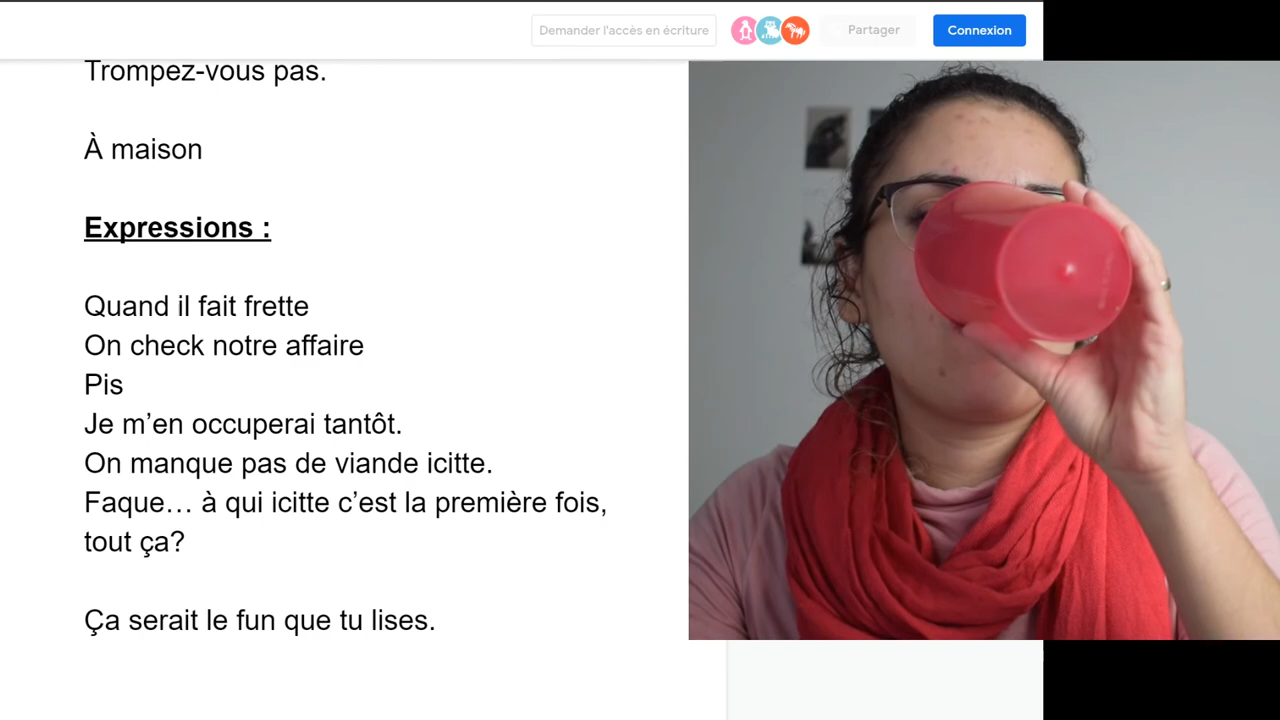 Demander l'accès en écriture
Partager
Connexion
Trompez-vous pas.
À maison
Expressions :
Quand il fait frette
On check notre affaire
Pis
Je m’en occuperai tantôt.
On manque pas de viande icitte.
Faque… à qui icitte c’est la première fois,
tout ça?
Ça serait le fun que tu lises.